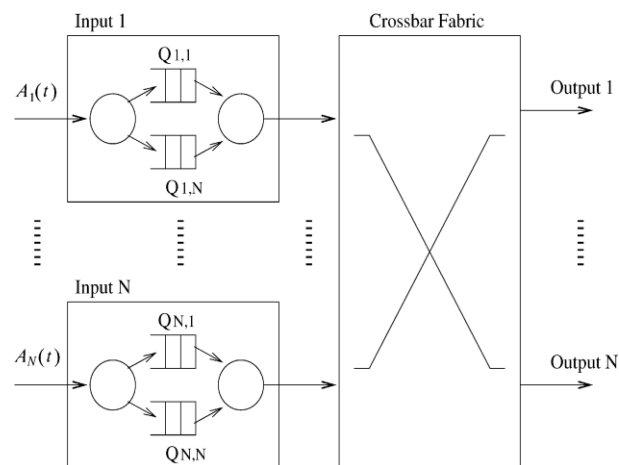 Input 1
Crossbar Fabric
Q1,1
A1(t)
Output 1
Q1,N
Input N
QN,1
AN(t)
Output N
QN,N